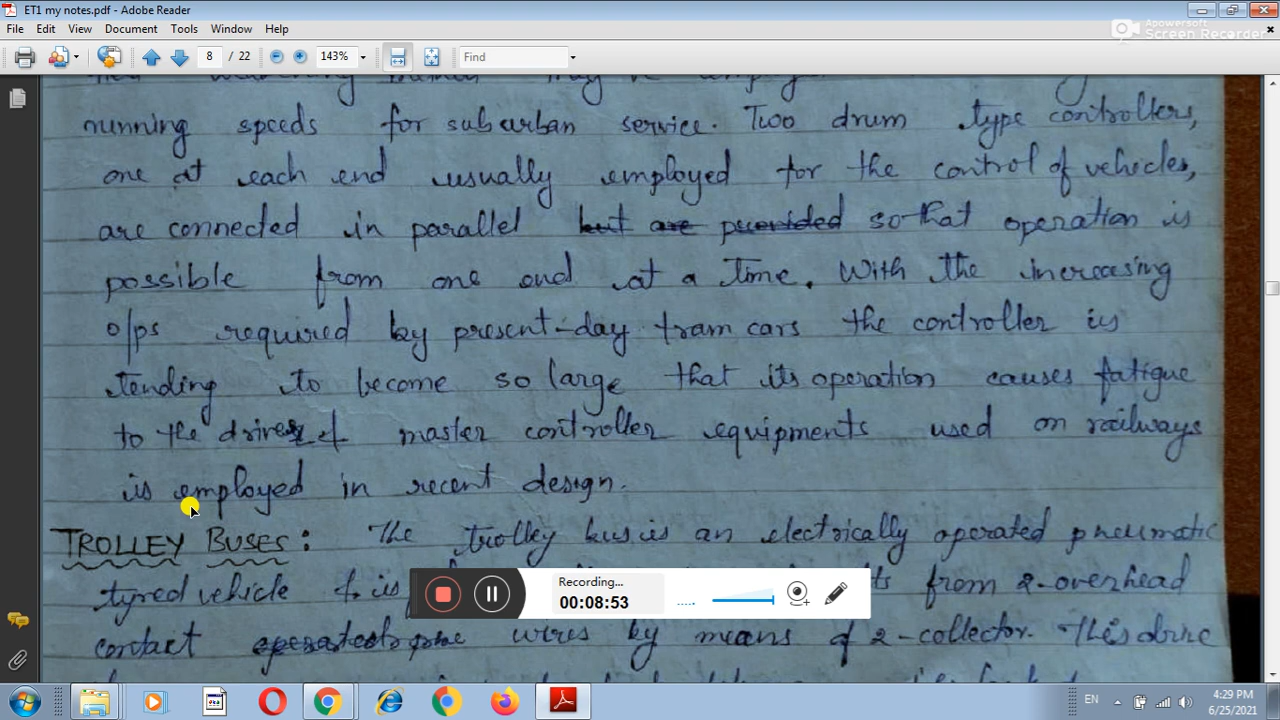 ET1 my notes.pdf - Adobe Reader
File Edit View Document Tools Window Help
8 / 22 143% Find
Apowersoft
Screen Recorder
running speeds for suburban service. Two drum type controllers,
one at each end usually employed for the control of vehicles,
are connected in parallel but are provided so that operation is
possible from one end at a time. With the increasing
o/ps required by present-day tram cars the controller is
tending to become so large that its operation causes fatigue
to the driver & master controller equipments used on railways
is employed in recent design.
TROLLEY BUSES: The trolley bus is an electrically operated pneumatic
tyred vehicle & is from 2-overhead
contact wires by means of 2-collector. This drive
Recording...
00:08:53
EN
4:29 PM
6/25/2021